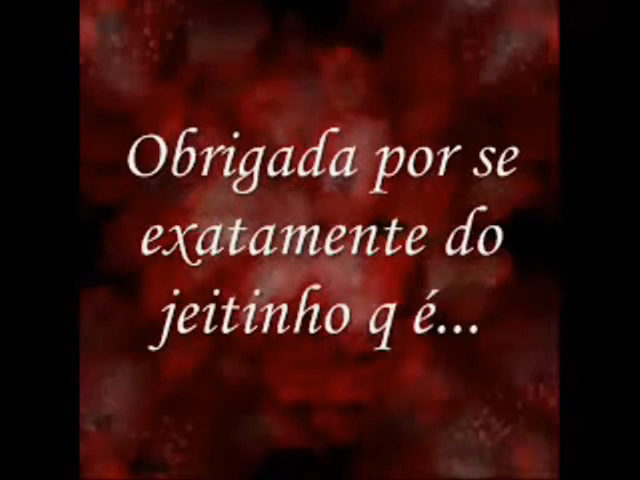 Obrigada por se
exatamente do
jeitinho q é...